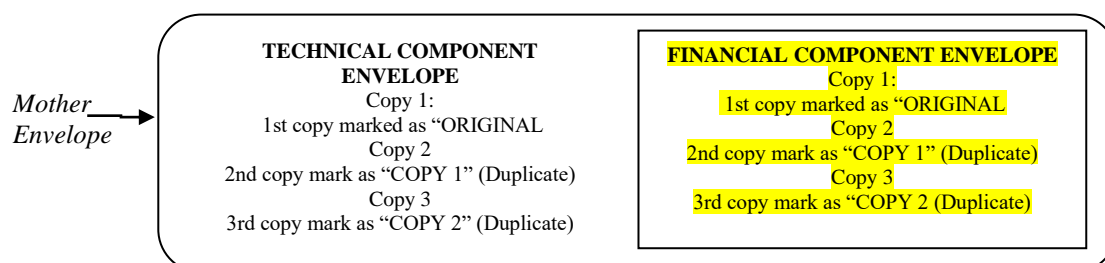 Mother
Envelope
TECHNICAL COMPONENT
ENVELOPE
Copy 1:
1st copy marked as “ORIGINAL
Copy 2
2nd copy mark as “COPY 1” (Duplicate)
Copy 3
3rd copy mark as “COPY 2” (Duplicate)
FINANCIAL COMPONENT ENVELOPE
Copy 1:
1st copy marked as “ORIGINAL
Copy 2
2nd copy mark as “COPY 1” (Duplicate)
Copy 3
3rd copy mark as “COPY 2 (Duplicate)